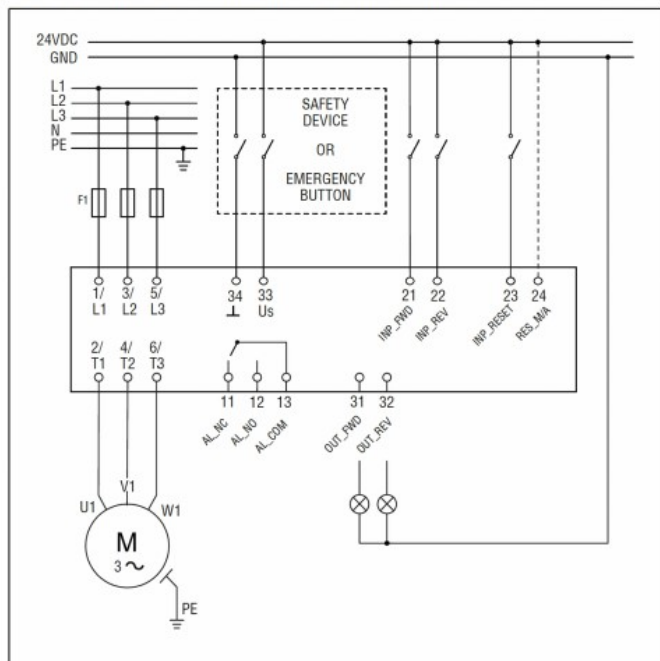 24VDC
GND
L1
L2
L3
N
PE
SAFETY
DEVICE
OR
EMERGENCY
BUTTON
F1
1/
L1
3/
L2
5/
L3
34
⊥
33
Us
21
INP_FWD
22
INP_REV
23
INP_RESET
24
RES_M/A
2/
T1
4/
T2
6/
T3
11
AL_NC
12
AL_NO
13
AL_COM
31
OUT_FWD
32
OUT_REV
U1
V1
W1
M
3 ~
PE